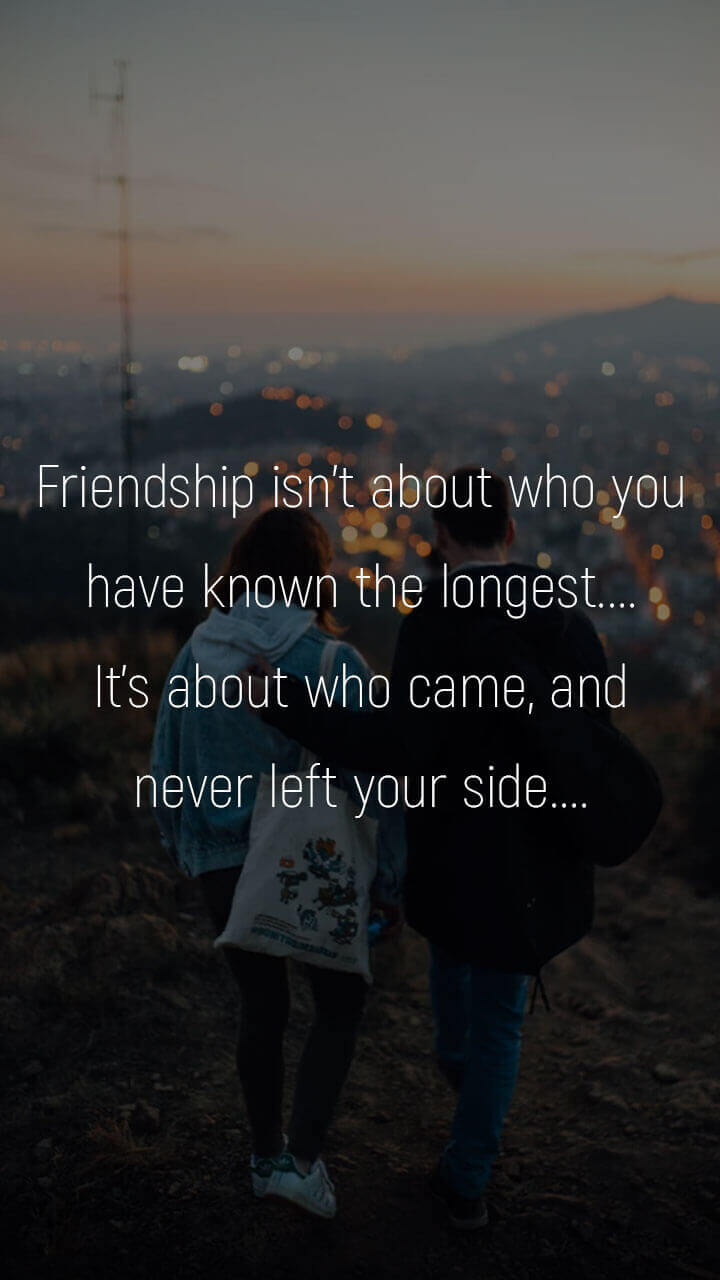 Friendship isn't about who you
have known the longest....
It's about who came, and
never left your side....